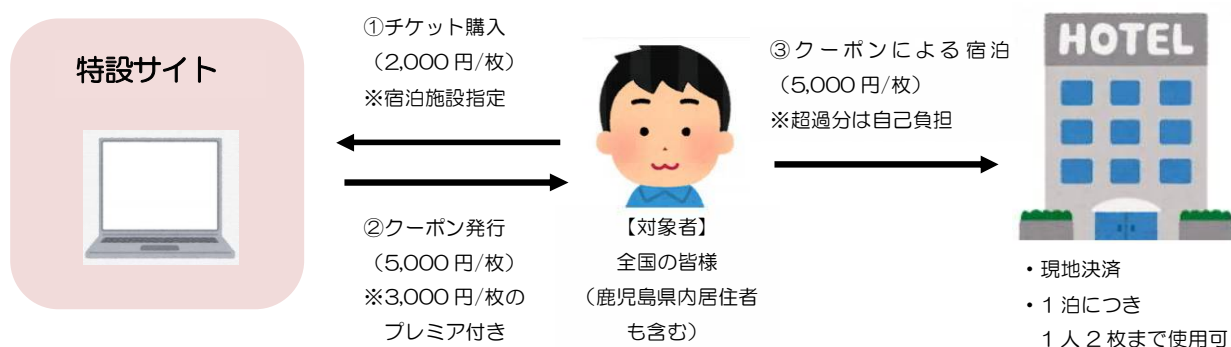 特設サイト
①チケット購入
（2,000 円/枚）
※宿泊施設指定
②クーポン発行
（5,000 円/枚）
※3,000 円/枚の
プレミア付き
【対象者】
全国の皆様
（鹿児島県内居住者
も含む）
③クーポンによる宿泊
（5,000 円/枚）
※超過分は自己負担
HOTEL
・現地決済
・1 泊につき
1 人 2 枚まで使用可